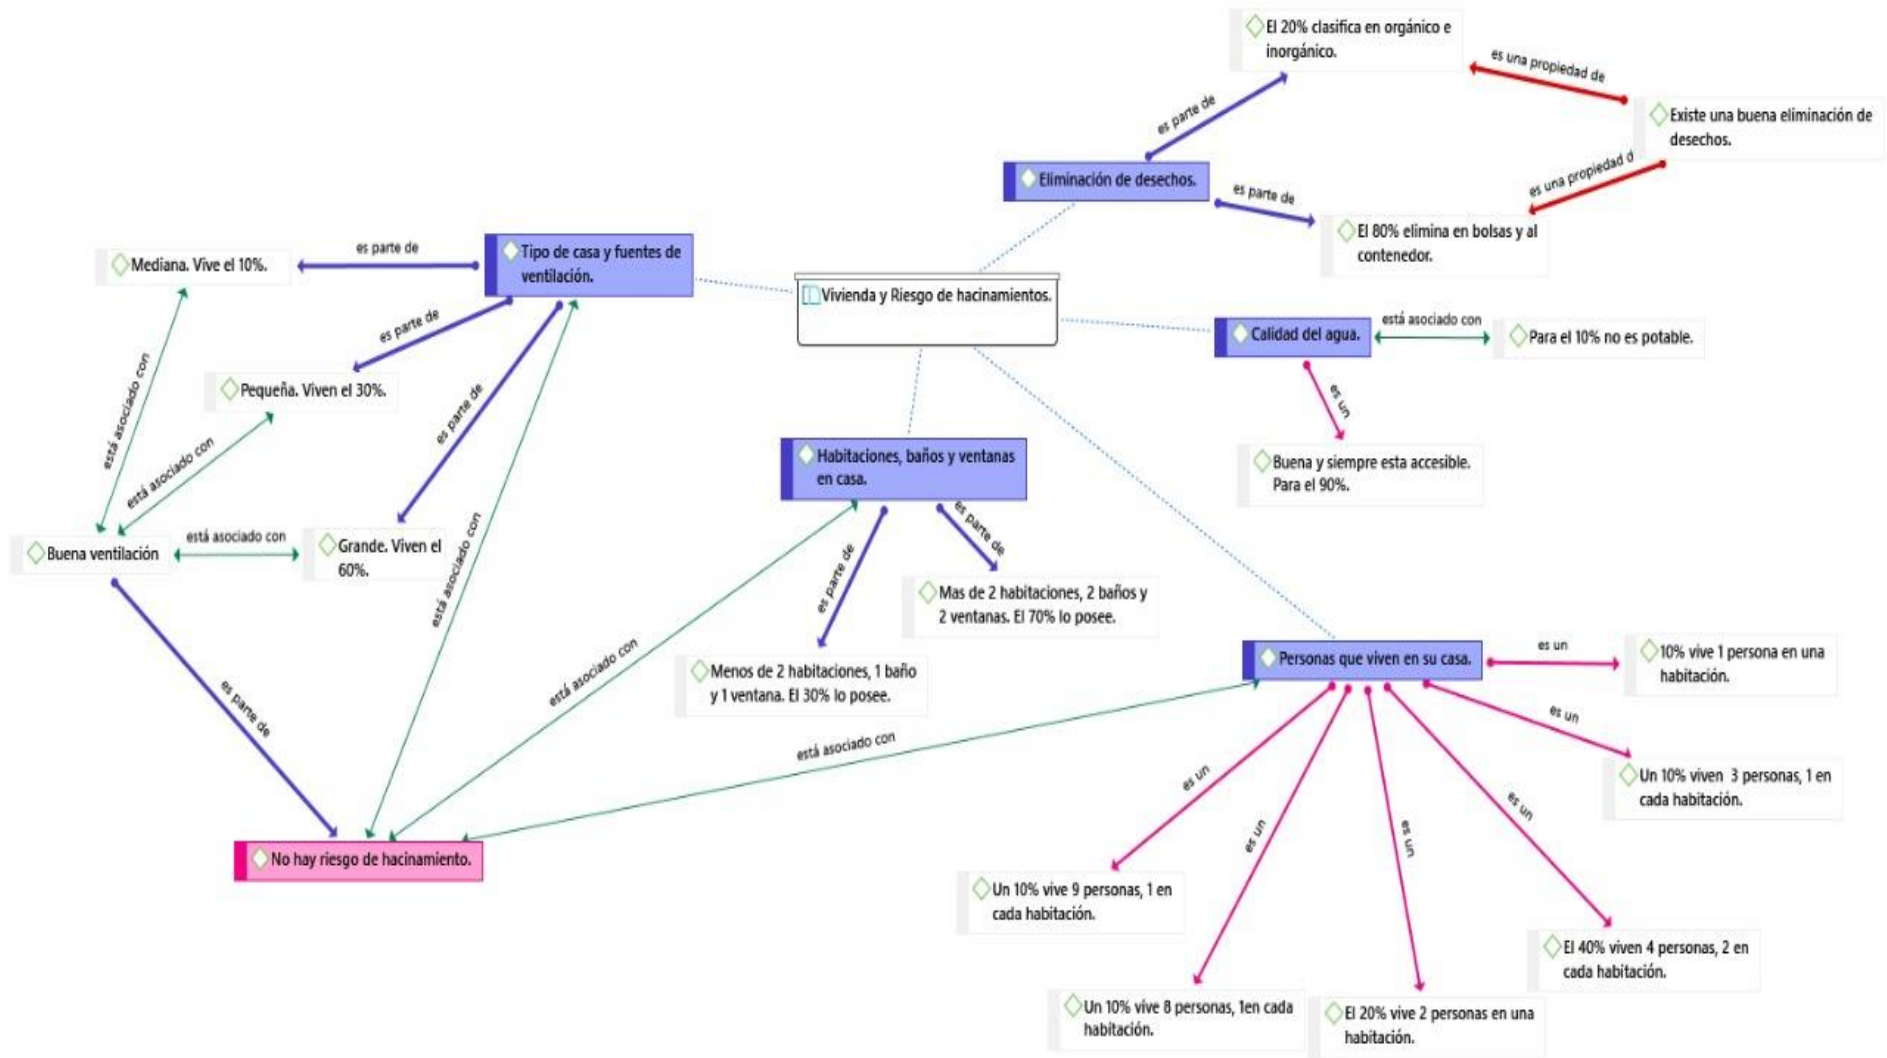 El 20% clasifica en orgánico e
inorgánico.
es una propiedad de
es parte de
Existe una buena eliminación de
desechos.
Eliminación de desechos.
es parte de
es una propiedad d
El 80% elimina en bolsas y al
contenedor.
Mediana. Vive el 10%.
es parte de
Tipo de casa y fuentes de
ventilación.
Vivienda y Riesgo de hacinamientos.
es parte de
Calidad del agua.
está asociado con
Para el 10% no es potable.
Pequeña. Viven el 30%.
es parte de
es un
está asociado con
está asociado con
Habitaciones, baños y ventanas
en casa.
Buena y siempre esta accesible.
Para el 90%.
Buena ventilación
está asociado con
Grande. Viven el
60%.
está asociado con
es parte de
es parte de
Mas de 2 habitaciones, 2 baños y
2 ventanas. El 70% lo posee.
Menos de 2 habitaciones, 1 baño
y 1 ventana. El 30% lo posee.
está asociado con
es parte de
Personas que viven en su casa.
es un
10% vive 1 persona en una
habitación.
está asociado con
es un
Un 10% viven 3 personas, 1 en
cada habitación.
es un
es un
es un
es un
No hay riesgo de hacinamiento.
Un 10% vive 9 personas, 1 en
cada habitación.
El 40% viven 4 personas, 2 en
cada habitación.
Un 10% vive 8 personas, 1en cada
habitación.
El 20% vive 2 personas en una
habitación.